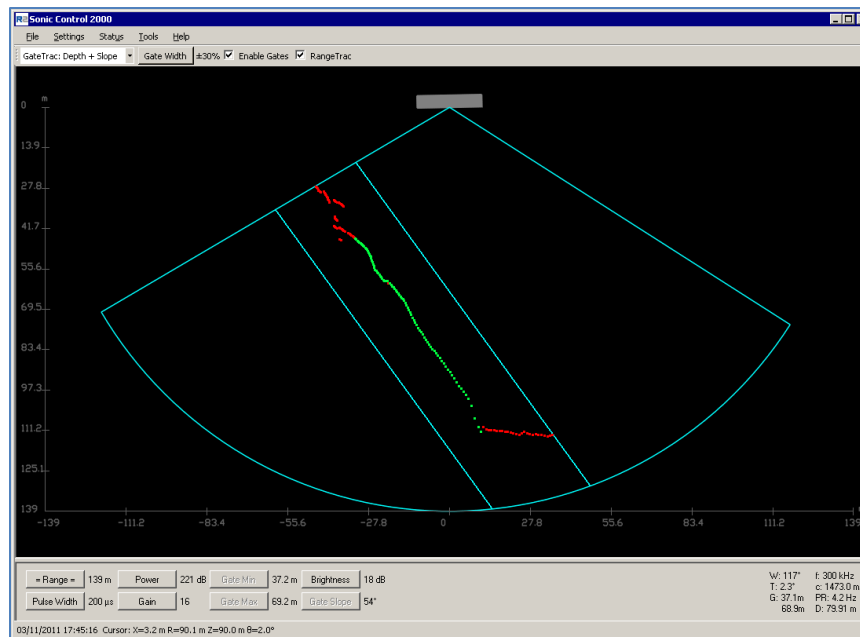 R2 Sonic Control 2000
File Settings Status Tools Help
GateTrac: Depth + Slope Gate Width ±30% Enable Gates RangeTrac
m
0
13.9
27.8
41.7
55.6
69.5
83.4
97.3
111.2
125.1
139
-139 -111.2 -83.4 -55.6 -27.8 0 27.8 55.6 83.4 111.2 139
= Range = 139 m Power 221 dB Gate Min 37.2 m Brightness 18 dB
Pulse Width 200 µs Gain 16 Gate Max 69.2 m Gate Slope 54°
W: 117° f: 300 kHz
T: 2.3° c: 1473.0 m
G: 37.1m PR: 4.2 Hz
68.9m D: 79.91 m
03/11/2011 17:45:16 Cursor: X=3.2 m R=90.1 m Z=90.0 m θ=2.0°